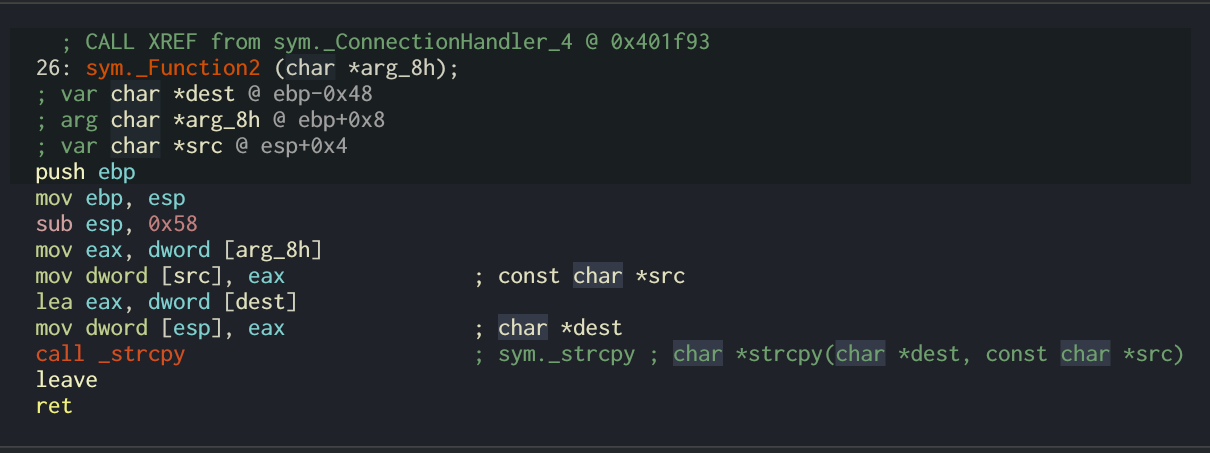 ; CALL XREF from sym._ConnectionHandler_4 @ 0x401f93
26: sym._Function2 (char *arg_8h);
; var char *dest @ ebp-0x48
; arg char *arg_8h @ ebp+0x8
; var char *src @ esp+0x4
push ebp
mov ebp, esp
sub esp, 0x58
mov eax, dword [arg_8h]
mov dword [src], eax ; const char *src
lea eax, dword [dest]
mov dword [esp], eax ; char *dest
call _strcpy ; sym._strcpy ; char *strcpy(char *dest, const char *src)
leave
ret